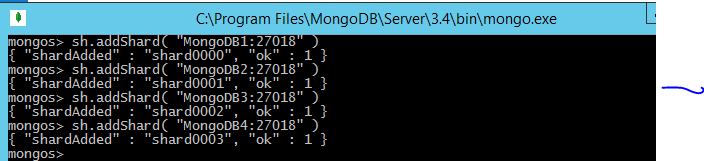 C:\Program Files\MongoDB\Server\3.4\bin\mongo.exe
mongos> sh.addShard( "MongoDB1:27018" )
{ "shardAdded" : "shard0000", "ok" : 1 }
mongos> sh.addShard( "MongoDB2:27018" )
{ "shardAdded" : "shard0001", "ok" : 1 }
mongos> sh.addShard( "MongoDB3:27018" )
{ "shardAdded" : "shard0002", "ok" : 1 }
mongos> sh.addShard( "MongoDB4:27018" )
{ "shardAdded" : "shard0003", "ok" : 1 }
mongos>